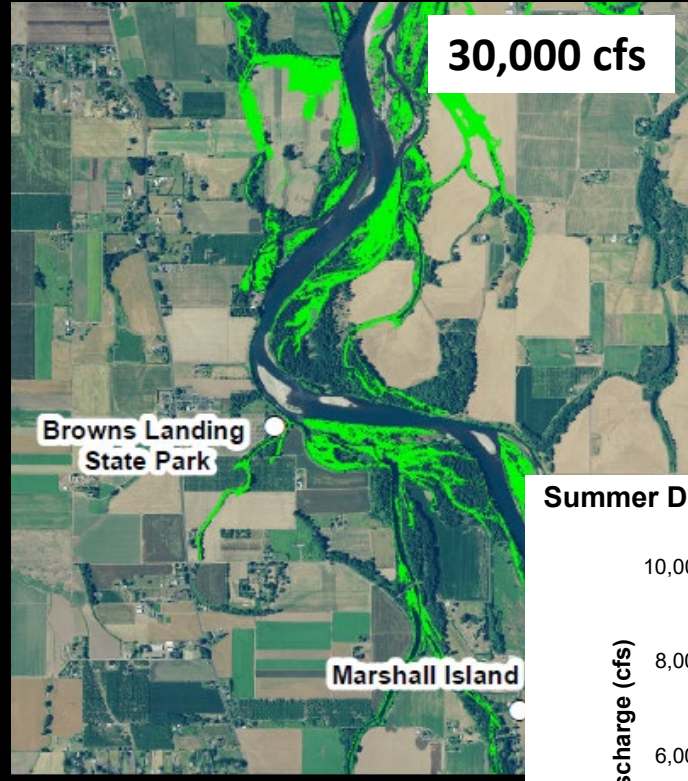 30,000 cfs
Browns Landing
State Park
Marshall Island
Summer D
10,00
8,00
6,00
scharge (cfs)